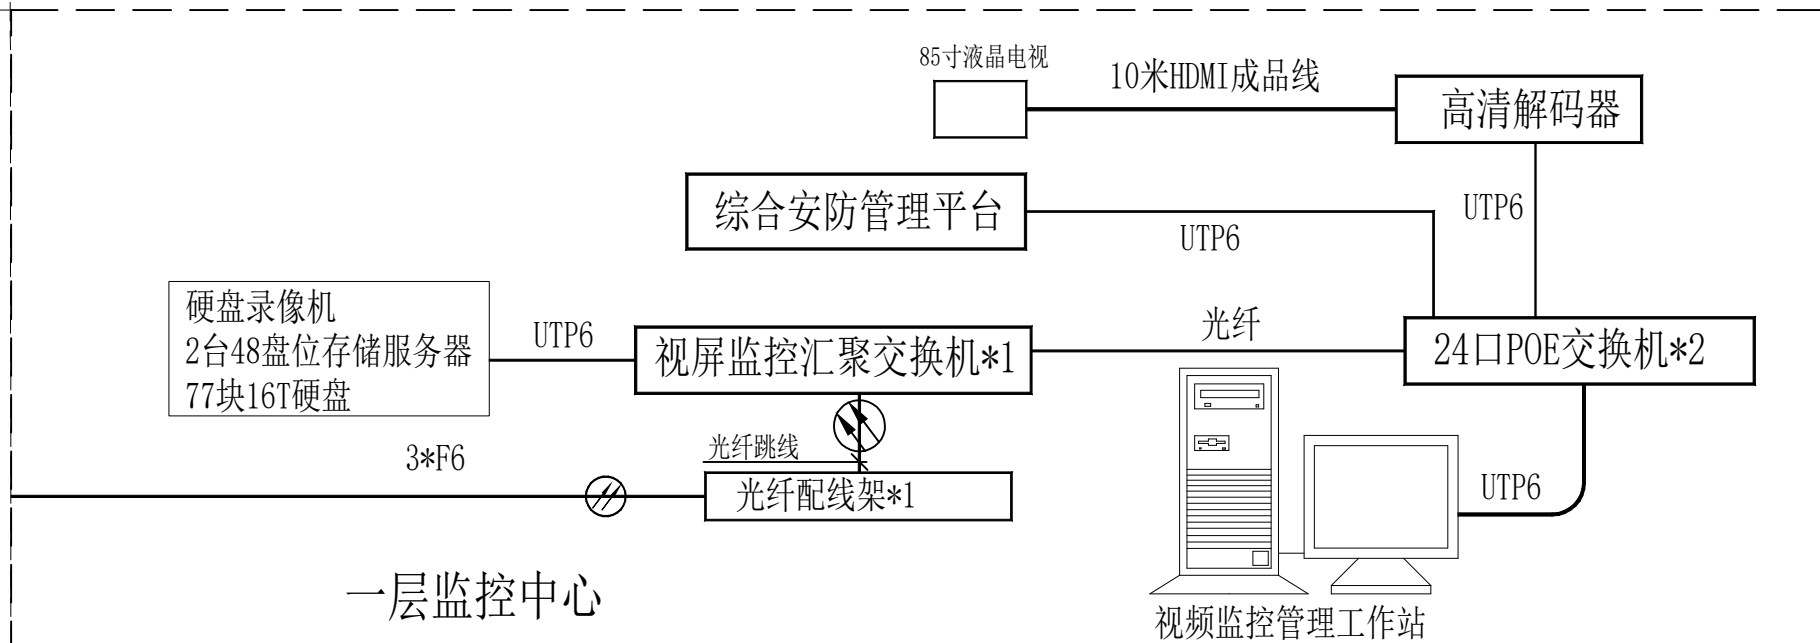 85寸液晶电视
10米HDMI成品线
高清解码器
综合安防管理平台
UTP6
UTP6
硬盘录像机
2台48盘位存储服务器
77块16T硬盘
UTP6
视屏监控汇聚交换机*1
光纤
24口POE交换机*2
光纤跳线
3*F6
光纤配线架*1
UTP6
一层监控中心
视频监控管理工作站